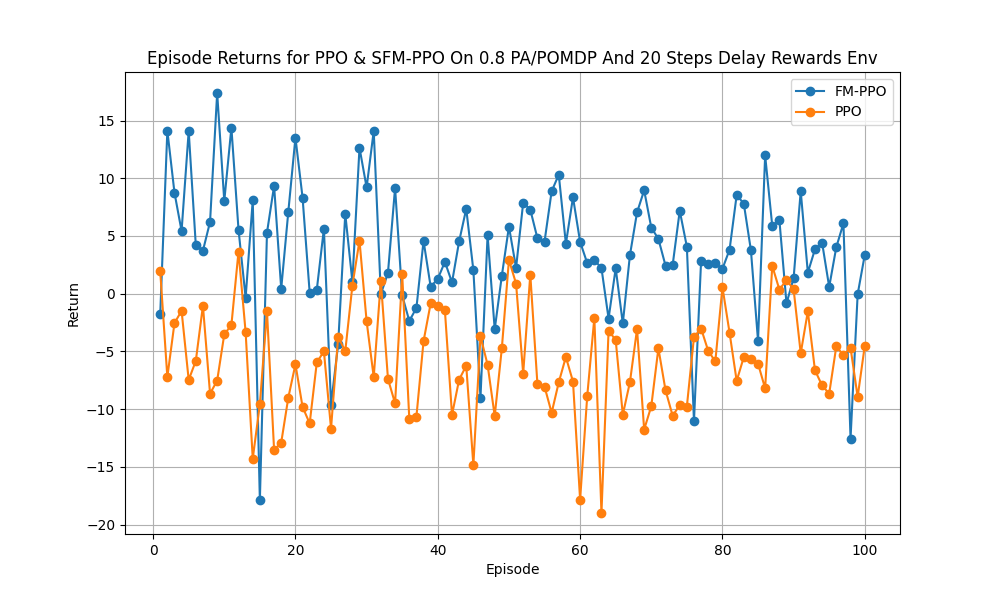 Episode Returns for PPO & SFM-PPO On 0.8 PA/POMDP And 20 Steps Delay Rewards Env
FM-PPO
PPO
Return
15
10
5
0
−5
−10
−15
−20
0 20 40 60 80 100
Episode